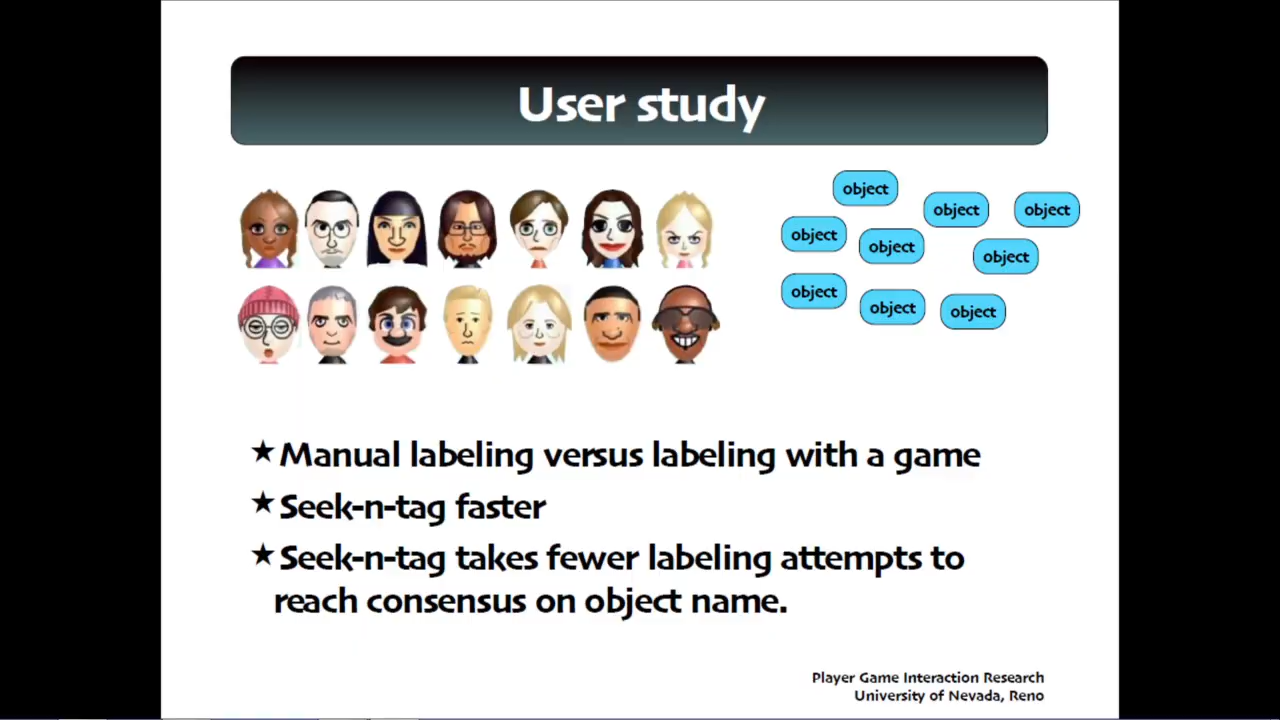 User study
object
object
object
object
object
object
object
object
object
★Manual labeling versus labeling with a game
★Seek-n-tag faster
★Seek-n-tag takes fewer labeling attempts to
reach consensus on object name.
Player Game Interaction Research
University of Nevada, Reno